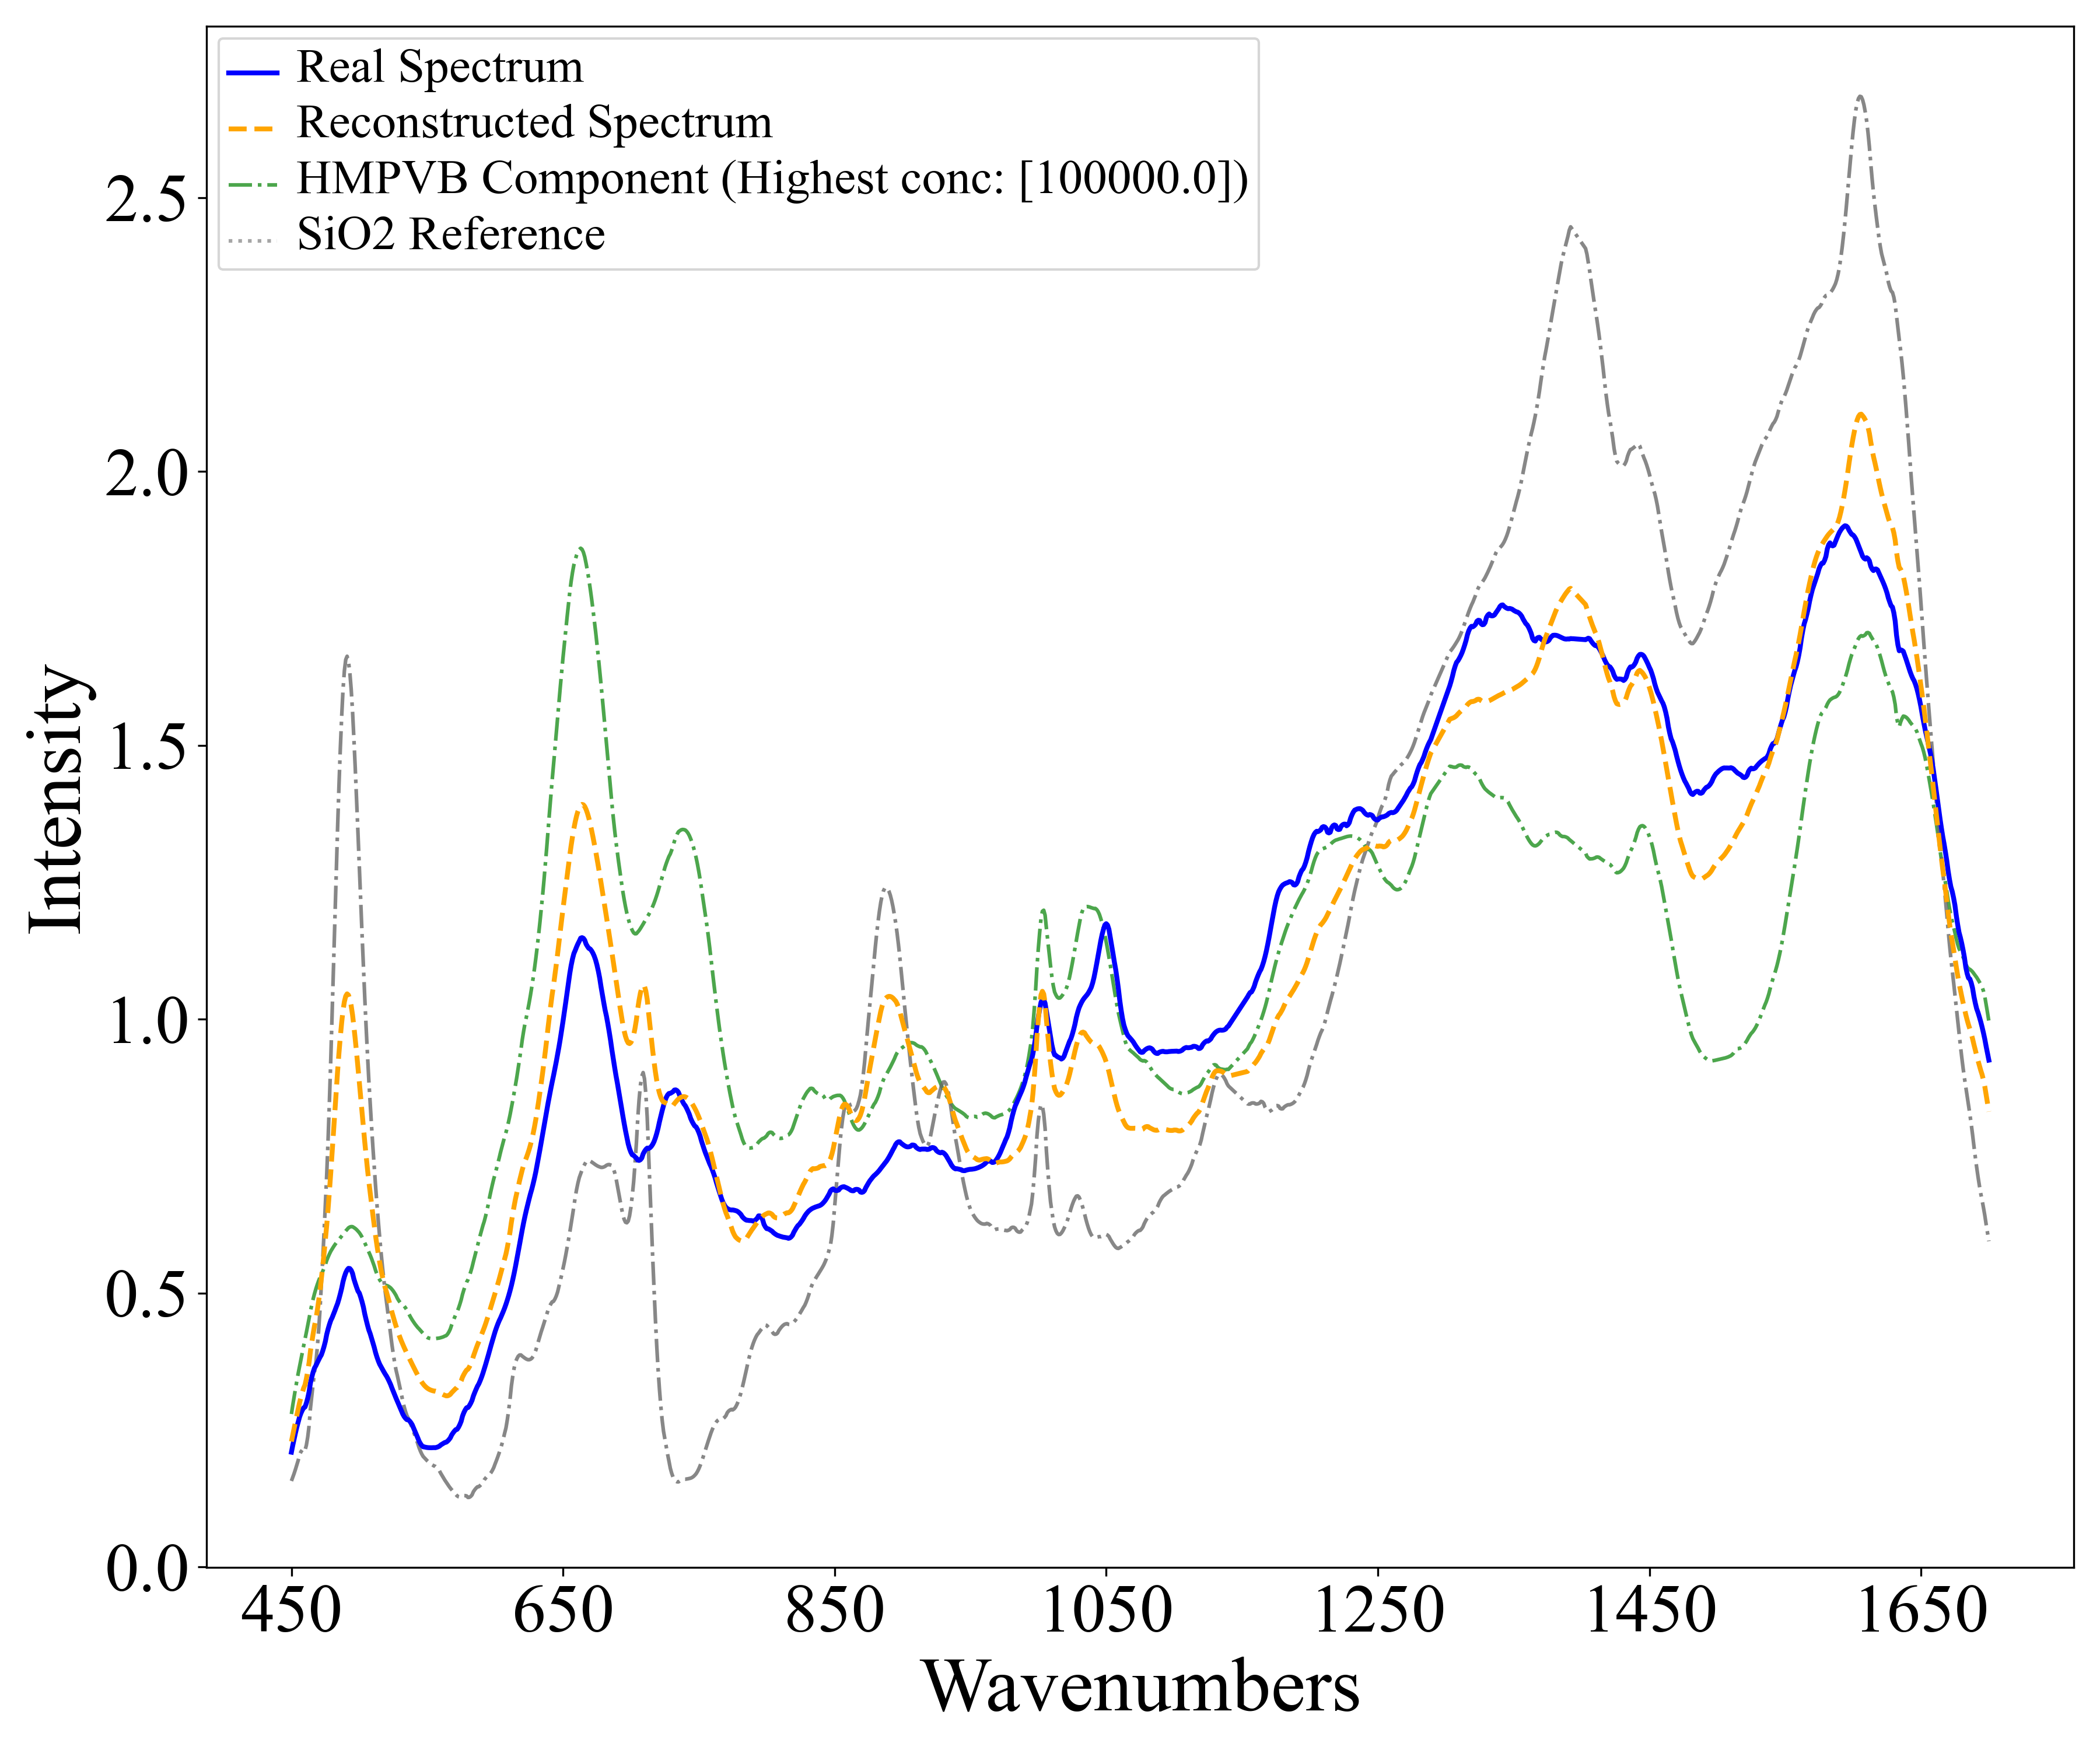 Real Spectrum
Reconstructed Spectrum
HMPVB Component (Highest conc: [100000.0])
SiO2 Reference
Intensity
2.5
2.0
1.5
1.0
0.5
0.0
450 650 850 1050 1250 1450 1650
Wavenumbers